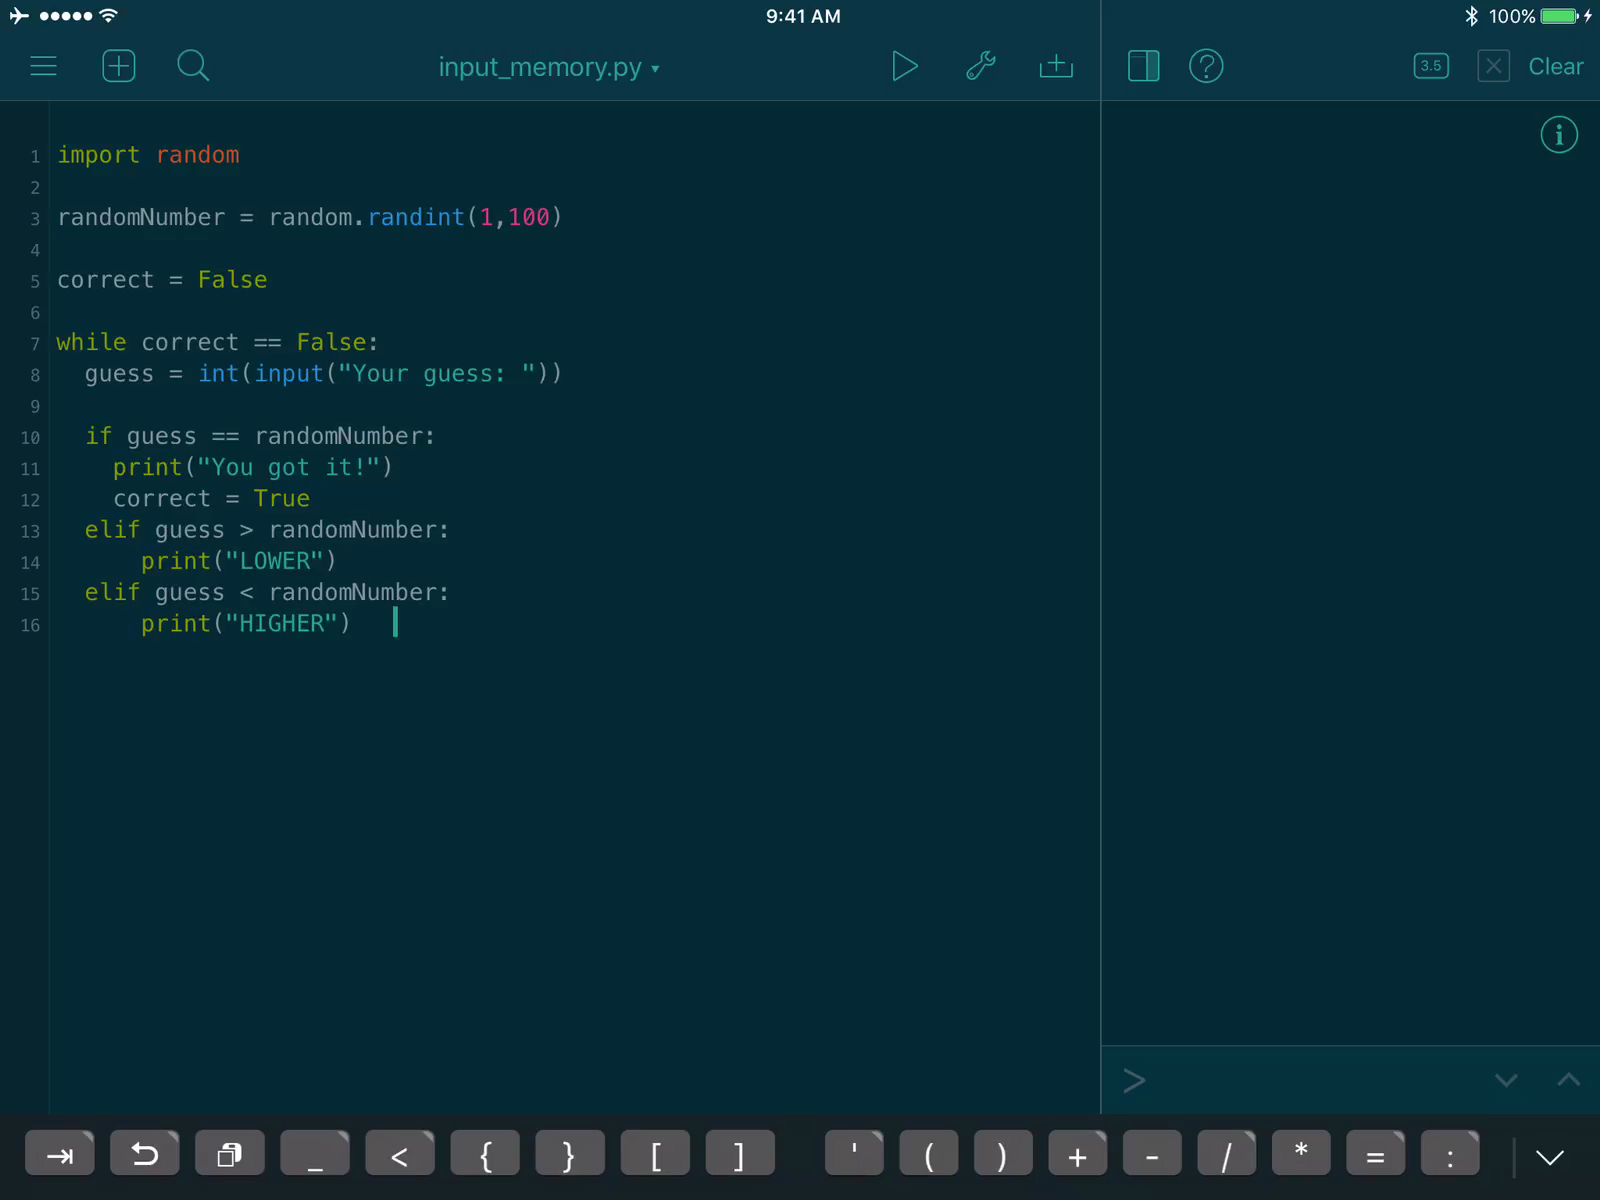 9:41 AM
100%
input_memory.py
3.5
Clear
1 import random
2
3 randomNumber = random.randint(1,100)
4
5 correct = False
6
7 while correct == False:
8   guess = int(input("Your guess: "))
9
10   if guess == randomNumber:
11     print("You got it!")
12     correct = True
13   elif guess > randomNumber:
14       print("LOWER")
15   elif guess < randomNumber:
16       print("HIGHER")
>
_ < { } [ ] ' ( ) + - / * = :